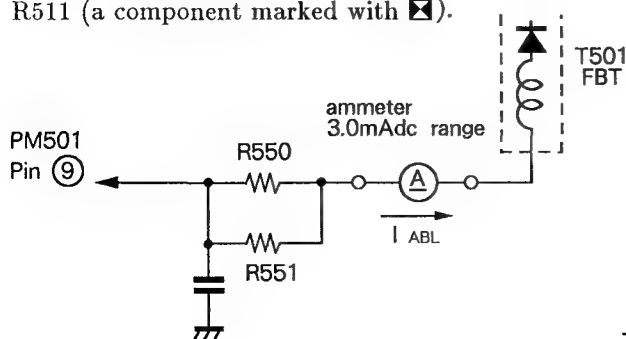 R511 (a component marked with ).
T501
FBT
ammeter
3.0mAdc range
PM501
Pin ⑨
R550
A
I ABL
R551